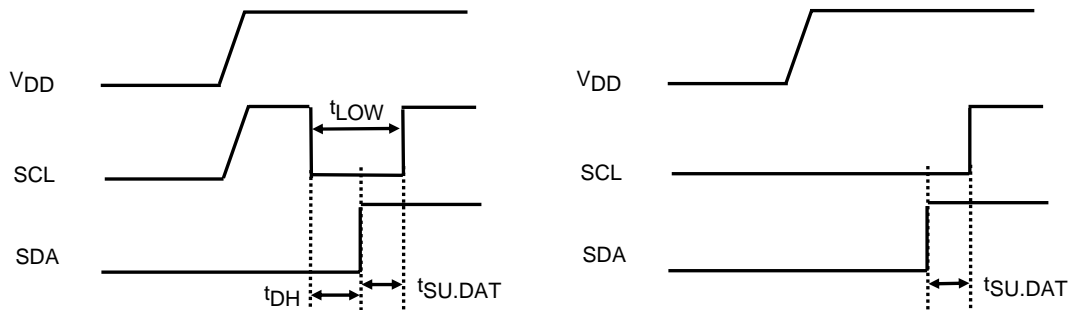 VDD
tLOW
SCL
SDA
tDH
tSU.DAT
VDD
SCL
SDA
tSU.DAT